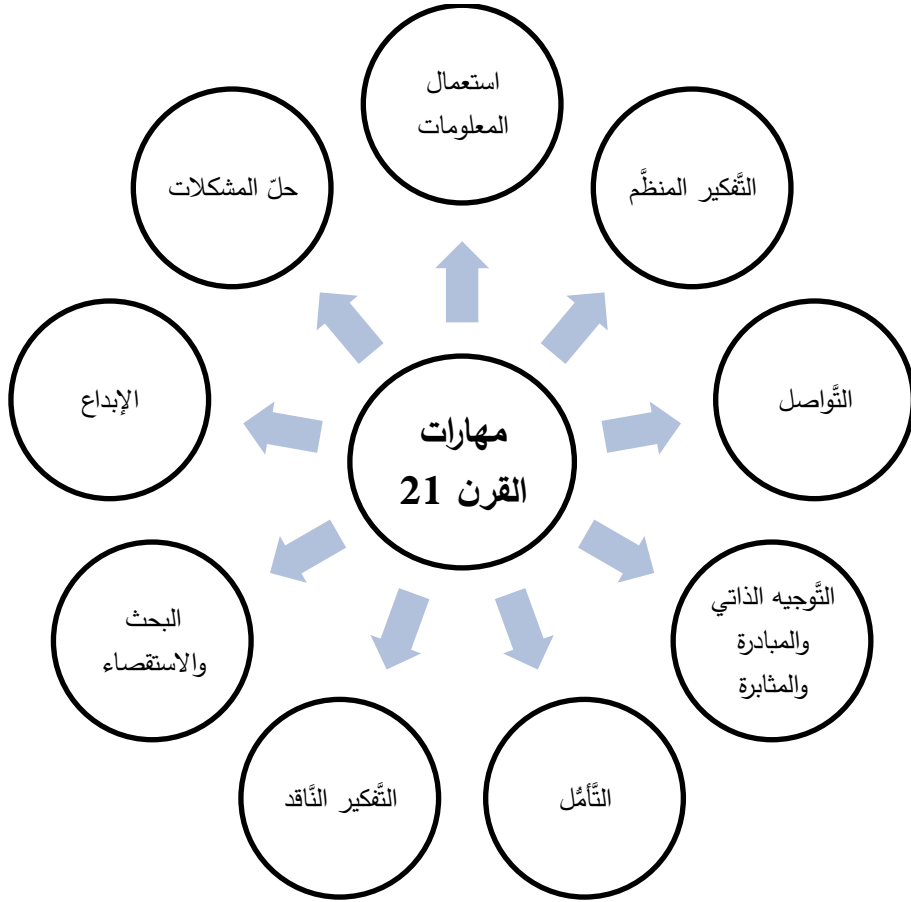 استعمال
المعلومات
التَّفكير المنظَّم
حلّ المشكلات
التَّواصل
الإبداع
مهارات
القرن 21
التَّوجيه الذاتي
والمبادرة
والمثابرة
البحث
والاستقصاء
التَّأمُّل
التَّفكير النَّاقد